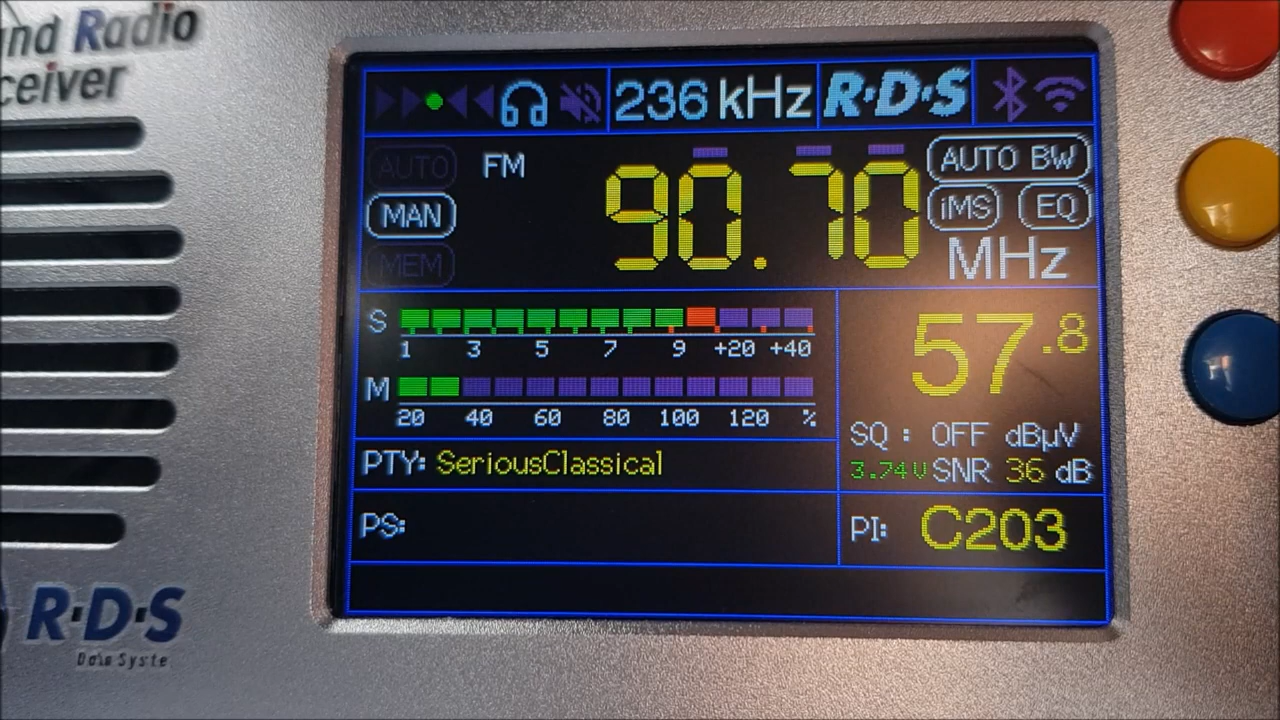 and Radio
ceiver
236 kHz R·D·S
AUTO FM 90.70 AUTO BW
MAN iMS EQ
MEM MHz
S
1 3 5 7 9 +20 +40
57.8
M
20 40 60 80 100 120 %
SQ : OFF dBµV
PTY: SeriousClassical
3.74V SNR 36 dB
PS:
PI: C203
R·D·S
Data Syste